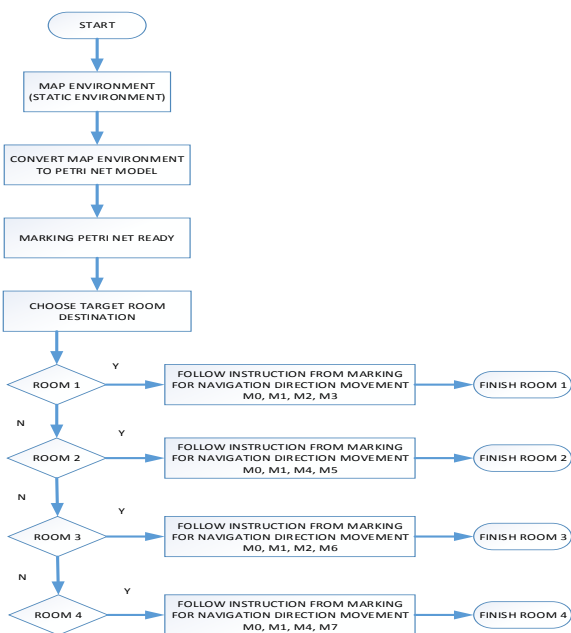 START
MAP ENVIRONMENT
(STATIC ENVIRONMENT)
CONVERT MAP ENVIRONMENT
TO PETRI NET MODEL
MARKING PETRI NET READY
CHOOSE TARGET ROOM
DESTINATION
ROOM 1
Y
FOLLOW INSTRUCTION FROM MARKING
FOR NAVIGATION DIRECTION MOVEMENT
M0, M1, M2, M3
FINISH ROOM 1
N
ROOM 2
Y
FOLLOW INSTRUCTION FROM MARKING
FOR NAVIGATION DIRECTION MOVEMENT
M0, M1, M4, M5
FINISH ROOM 2
N
ROOM 3
Y
FOLLOW INSTRUCTION FROM MARKING
FOR NAVIGATION DIRECTION MOVEMENT
M0, M1, M2, M6
FINISH ROOM 3
N
ROOM 4
Y
FOLLOW INSTRUCTION FROM MARKING
FOR NAVIGATION DIRECTION MOVEMENT
M0, M1, M4, M7
FINISH ROOM 4